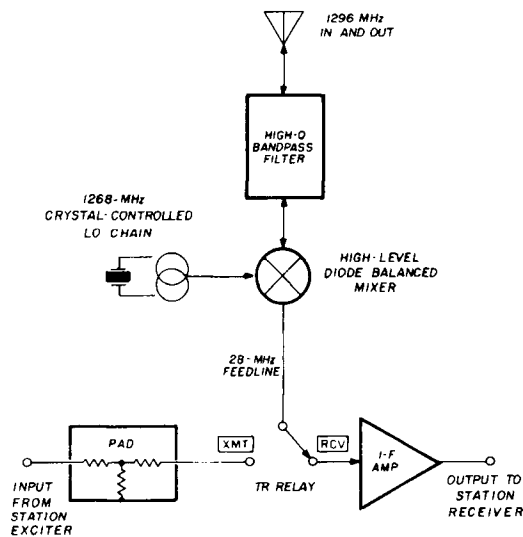 1296 MHz
IN AND OUT
HIGH-Q
BANDPASS
FILTER
1268-MHz
CRYSTAL-CONTROLLED
LO CHAIN
HIGH-LEVEL
DIODE BALANCED
MIXER
28-MHz
FEEDLINE
PAD
XMT
RCV
I-F
AMP
INPUT
FROM
STATION
EXCITER
TR RELAY
OUTPUT TO
STATION
RECEIVER